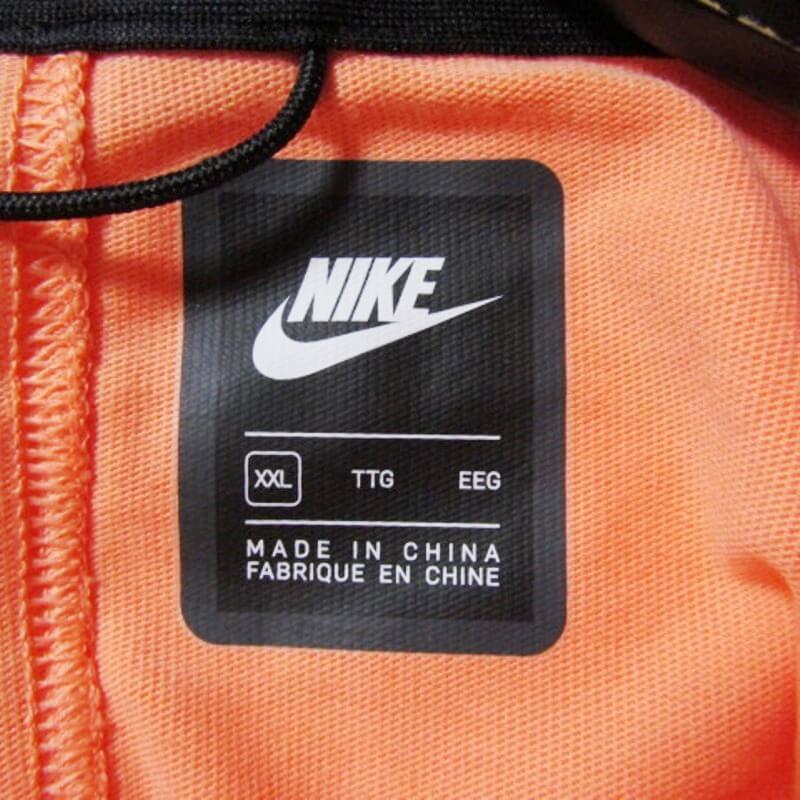 NIKE
XXL TTG EEG
MADE IN CHINA
FABRIQUE EN CHINE